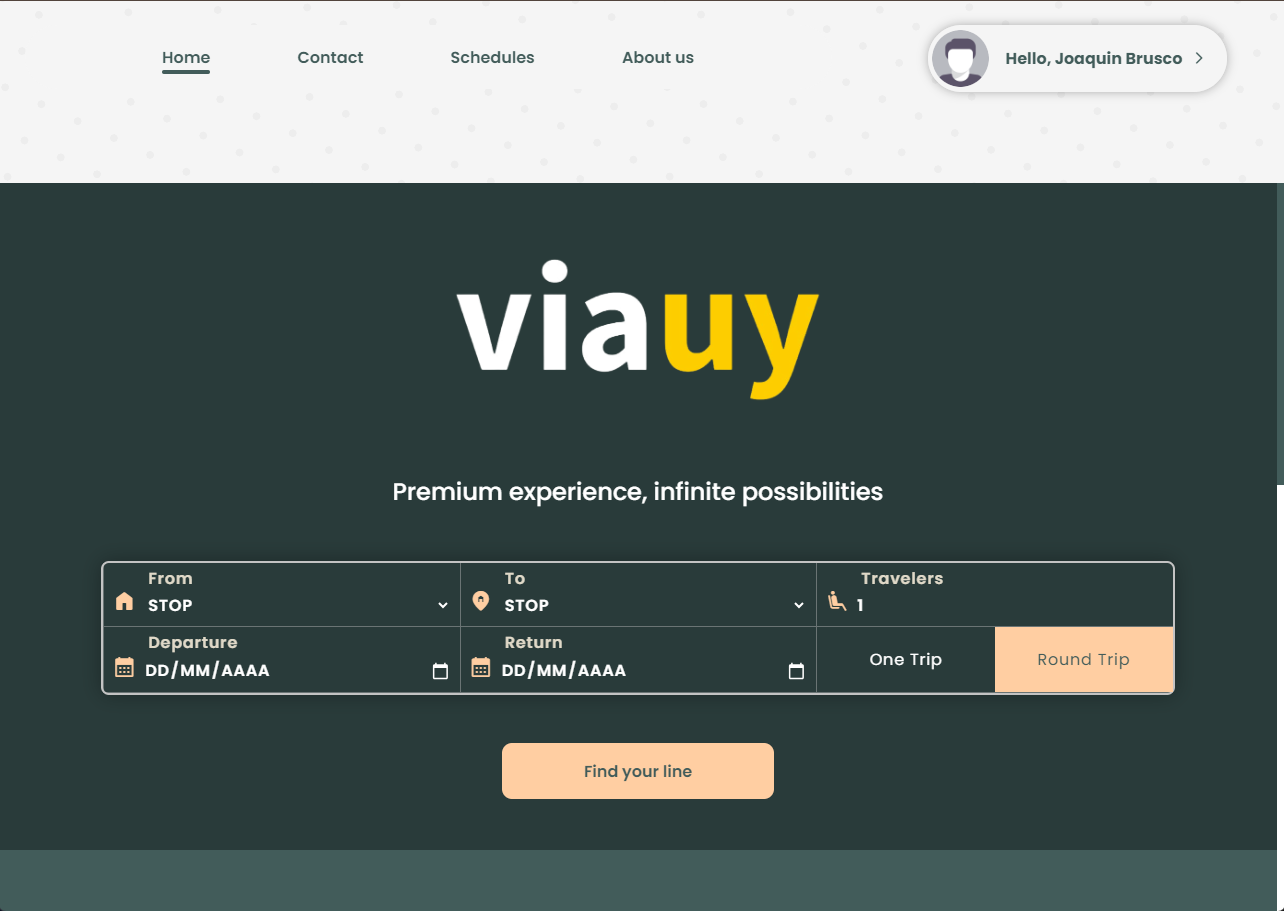 Home Contact Schedules About us Hello, Joaquin Brusco
viauy
Premium experience, infinite possibilities
From To Travelers
STOP STOP 1
Departure Return
DD/MM/AAAA DD/MM/AAAA One Trip Round Trip
Find your line